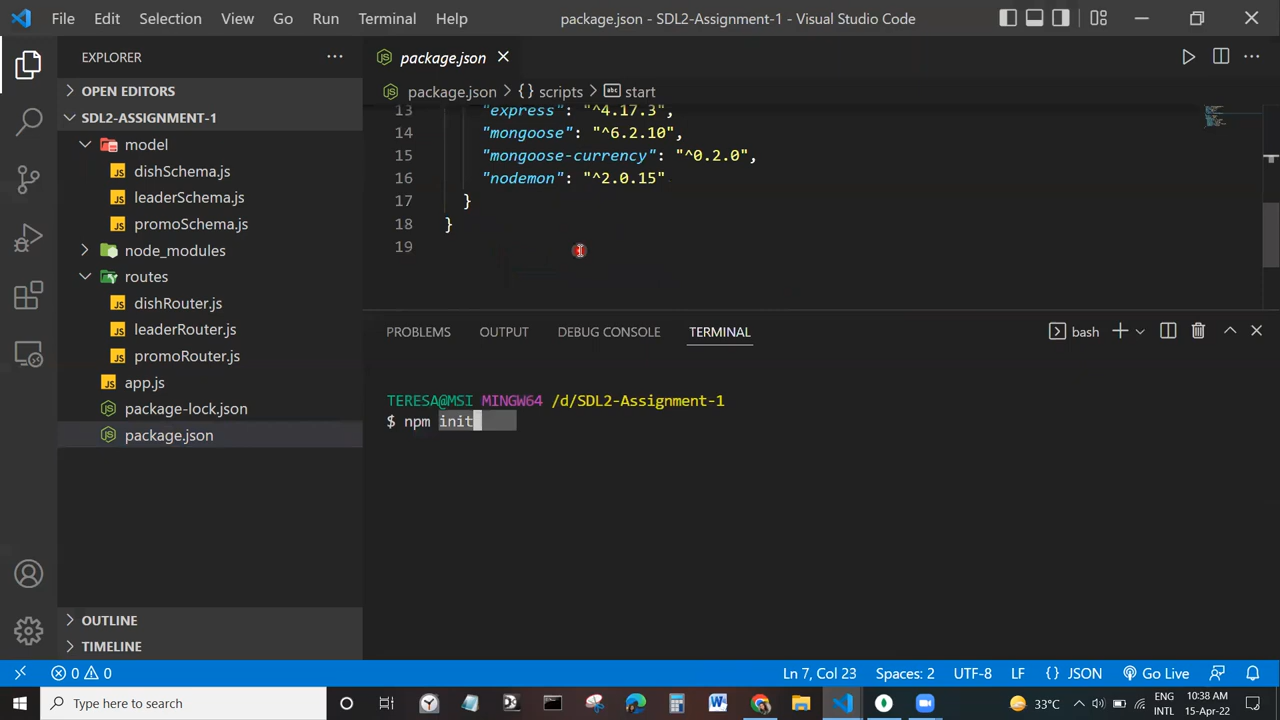 File Edit Selection View Go Run Terminal Help package.json - SDL2-Assignment-1 - Visual Studio Code
EXPLORER
OPEN EDITORS
SDL2-ASSIGNMENT-1
model
dishSchema.js
leaderSchema.js
promoSchema.js
node_modules
routes
dishRouter.js
leaderRouter.js
promoRouter.js
app.js
package-lock.json
package.json
OUTLINE
TIMELINE
package.json
package.json > {} scripts > start
13 "express": "^4.17.3",
14 "mongoose": "^6.2.10",
15 "mongoose-currency": "^0.2.0",
16 "nodemon": "^2.0.15"
17 }
18 }
19
PROBLEMS OUTPUT DEBUG CONSOLE TERMINAL bash
TERESA@MSI MINGW64 /d/SDL2-Assignment-1
$ npm init
0 0 Ln 7, Col 23 Spaces: 2 UTF-8 LF {} JSON Go Live
Type here to search
33°C
ENG
INTL
10:38 AM
15-Apr-22